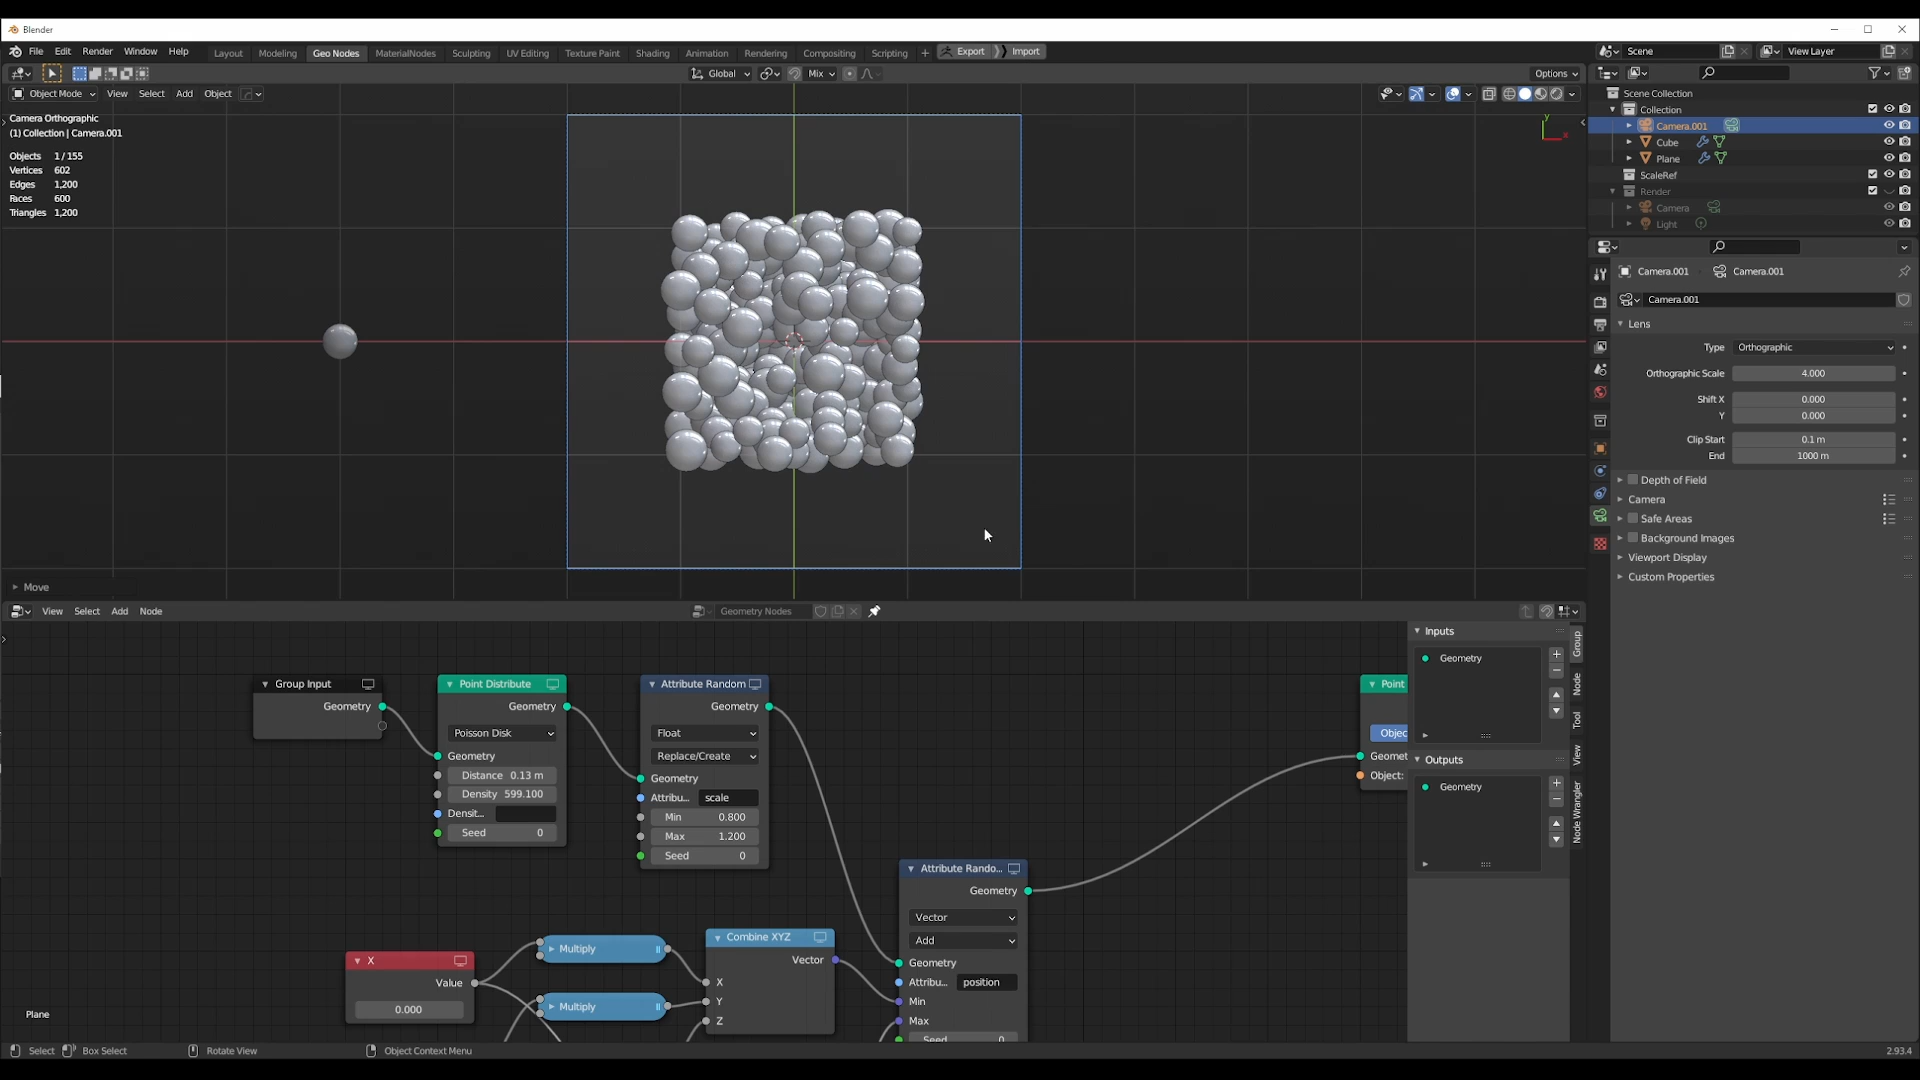 Blender
File Edit Render Window Help Layout Modeling Geo Nodes MaterialNodes Sculpting UV Editing Texture Paint Shading Animation Rendering Compositing Scripting + Export Import
Scene View Layer
Global Mix Options
Object Mode View Select Add Object
Camera Orthographic
(1) Collection | Camera.001
Objects 1/155
Vertices 602
Edges 1,200
Faces 600
Triangles 1,200
Y
X
Move
Scene Collection
Collection
Camera.001
Cube
Plane
ScaleRef
Render
Camera
Light
Camera.001 Camera.001
Camera.001
Lens
Type Orthographic
Orthographic Scale 4.000
Shift X 0.000
Y 0.000
Clip Start 0.1 m
End 1000 m
Depth of Field
Camera
Safe Areas
Background Images
Viewport Display
Custom Properties
View Select Add Node Geometry Nodes
Group Input
Geometry
Point Distribute
Geometry
Poisson Disk
Geometry
Distance 0.13 m
Density 599.100
Densit...
Seed 0
Attribute Random
Geometry
Float
Replace/Create
Geometry
Attribu... scale
Min 0.800
Max 1.200
Seed 0
X
Value
0.000
Multiply
Multiply
Combine XYZ
Vector
X
Y
Z
Attribute Rando...
Geometry
Vector
Add
Geometry
Attribu... position
Min
Max
Seed 0
Point
Objec
Geomet
Object:
Inputs
Geometry
Outputs
Geometry
Group
Node
Tool
View
Node Wrangler
Plane
Select Box Select Rotate View Object Context Menu 2.93.4